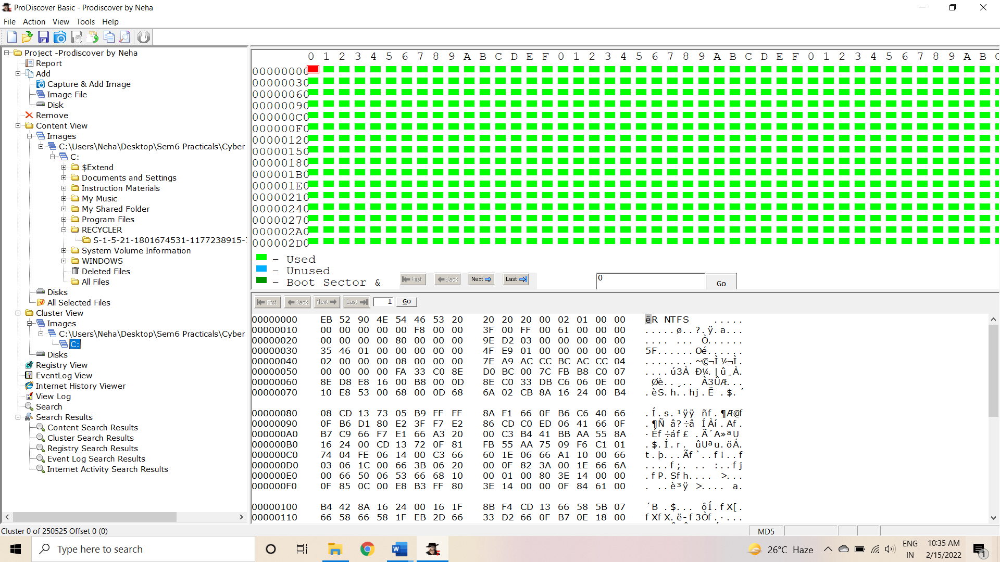 ProDiscover Basic - Prodiscover by Neha
File Action View Tools Help
Project -Prodiscover by Neha
Report
Add
Capture & Add Image
Image File
Disk
Remove
Content View
Images
C:\Users\Neha\Desktop\Sem6 Practicals\Cyber
C:
$Extend
Documents and Settings
Instruction Materials
My Music
My Shared Folder
Program Files
RECYCLER
S-1-5-21-1801674531-1177238915-
System Volume Information
WINDOWS
Deleted Files
All Files
Disks
All Selected Files
Cluster View
Images
C:\Users\Neha\Desktop\Sem6 Practicals\Cyber
C:
Disks
Registry View
EventLog View
Internet History Viewer
View Log
Search
Search Results
Content Search Results
Cluster Search Results
Registry Search Results
Event Log Search Results
Internet Activity Search Results
0 1 2 3 4 5 6 7 8 9 A B C D E F 0 1 2 3 4 5 6 7 8 9 A B C D E F 0 1 2 3 4 5 6 7 8 9 A B C
00000000
00000030
00000060
00000090
000000C0
000000F0
00000120
00000150
00000180
000001B0
000001E0
00000210
00000240
00000270
000002A0
000002D0
- Used
- Unused
- Boot Sector &
First Back Next Last 0 Go
First Back Next Last 1 Go
00000000 EB 52 90 4E 54 46 53 20 20 20 20 00 02 01 00 00 ëR NTFS .....
00000010 00 00 00 00 00 F8 00 00 3F 00 FF 00 61 00 00 00 .....ø..?.ÿ.a...
00000020 00 00 00 00 80 00 00 00 9E D2 03 00 00 00 00 00 .... ... Ò......
00000030 35 46 01 00 00 00 00 00 4F E9 01 00 00 00 00 00 5F......Oé......
00000040 02 00 00 00 08 00 00 00 7E A9 AC CC BC AC CC 04 ........~©¬Ì¼¬Ì.
00000050 00 00 00 00 FA 33 C0 8E D0 BC 00 7C FB B8 C0 07 ....ú3À Ð¼.|û¸À.
00000060 8E D8 E8 16 00 B8 00 0D 8E C0 33 DB C6 06 0E 00 Øè..¸.. À3ÛÆ...
00000070 10 E8 53 00 68 00 0D 68 6A 02 CB 8A 16 24 00 B4 .èS.h..hj.Ë .$.´
00000080 08 CD 13 73 05 B9 FF FF 8A F1 66 0F B6 C6 40 66 .Í.s.¹ÿÿ ñf.¶Æ@f
00000090 0F B6 D1 80 E2 3F F7 E2 86 CD C0 ED 06 41 66 0F .¶Ñ â?÷â ÍÀí.Af.
000000A0 B7 C9 66 F7 E1 66 A3 20 00 C3 B4 41 BB AA 55 8A ·Éf÷áf£ .Ã´A»ªU
000000B0 16 24 00 CD 13 72 0F 81 FB 55 AA 75 09 F6 C1 01 .$.Í.r. ûUªu.öÁ.
000000C0 74 04 FE 06 14 00 C3 66 60 1E 06 66 A1 10 00 66 t.þ...Ãf`..f¡..f
000000D0 03 06 1C 00 66 3B 06 20 00 0F 82 3A 00 1E 66 6A ....f;. .. :..fj
000000E0 00 66 50 06 53 66 68 10 00 01 00 80 3E 14 00 00 .fP.Sfh.... >...
000000F0 0F 85 0C 00 E8 B3 FF 80 3E 14 00 00 0F 84 61 00 . ..è³ÿ >.... a.
00000100 B4 42 8A 16 24 00 16 1F 8B F4 CD 13 66 58 5B 07 ´B .$... ôÍ.fX[.
00000110 66 58 66 58 1F EB 2D 66 33 D2 66 0F B7 0E 18 00 fXfX.ë-f3Òf.·...
Cluster 0 of 250525 Offset 0 (0)
MD5
Type here to search
26°C Haze
ENG
IN
10:35 AM
2/15/2022
1